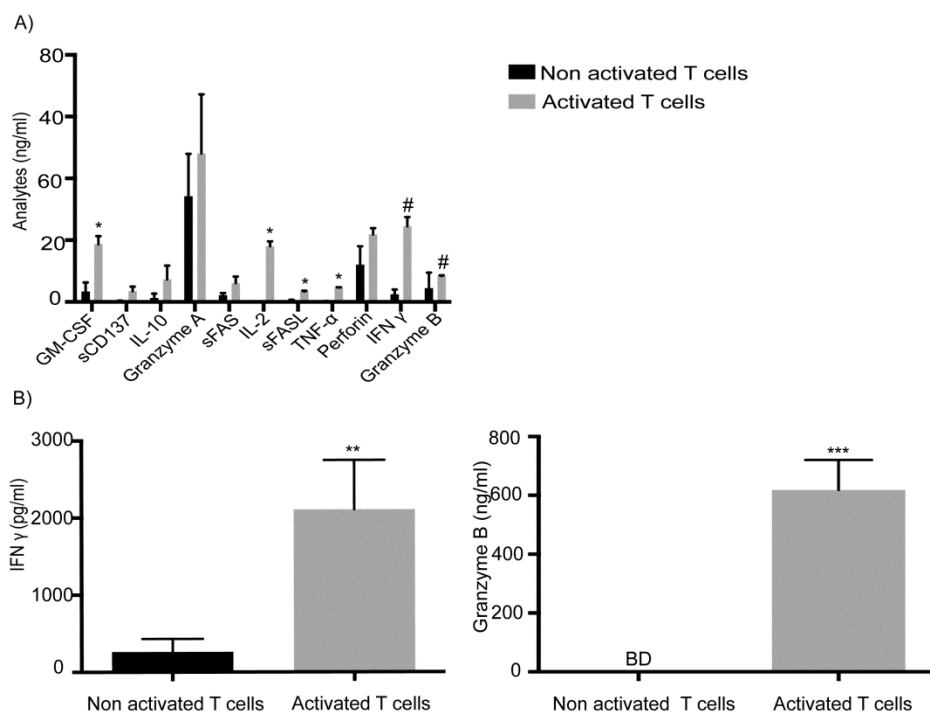 A)
80
40
60
20
0
Analytes (ng/ml)
Non activated T cells
Activated T cells
*
*
*
*
#
#
GM-CSF
sCD137
IL-10
Granzyme A
sFAS
IL-2
sFASL
TNF-α
Perforin
IFN γ
Granzyme B
B)
3000
2000
1000
0
IFN γ (pg/ml)
**
Non activated T cells
Activated T cells
800
600
400
200
0
Granzyme B (ng/ml)
BD
***
Non activated T cells
Activated T cells